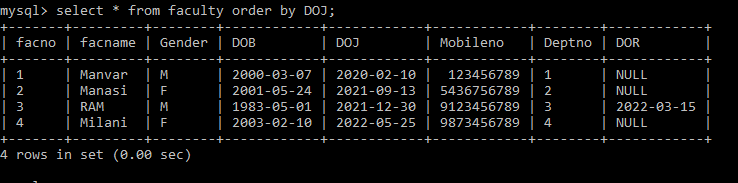 mysql> select * from faculty order by DOJ;
+-------+---------+--------+------------+------------+------------+--------+------------+
| facno | facname | Gender | DOB        | DOJ        | Mobileno   | Deptno | DOR        |
+-------+---------+--------+------------+------------+------------+--------+------------+
| 1     | Manvar  | M      | 2000-03-07 | 2020-02-10 |  123456789 | 1      | NULL       |
| 2     | Manasi  | F      | 2001-05-24 | 2021-09-13 | 5436756789 | 2      | NULL       |
| 3     | RAM     | M      | 1983-05-01 | 2021-12-30 | 9123456789 | 3      | 2022-03-15 |
| 4     | Milani  | F      | 2003-02-10 | 2022-05-25 | 9873456789 | 4      | NULL       |
+-------+---------+--------+------------+------------+------------+--------+------------+
4 rows in set (0.00 sec)